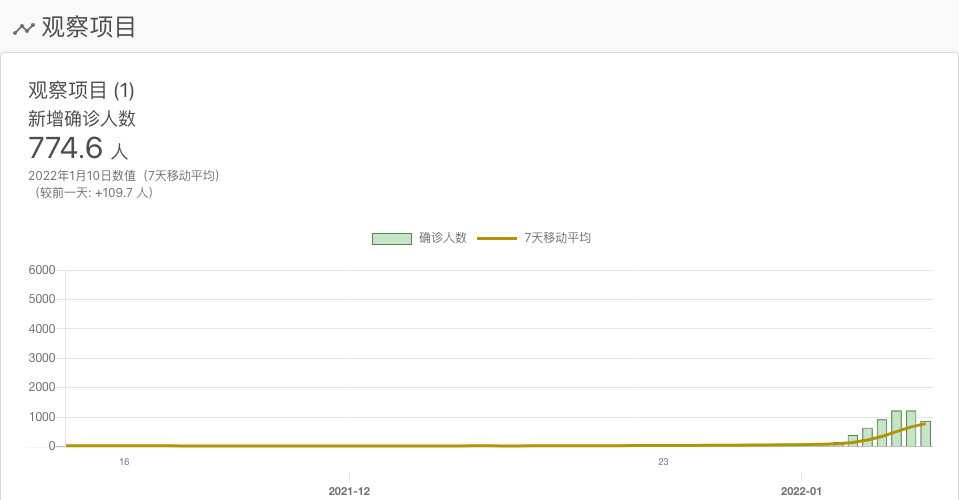 观察项目
观察项目 (1)
新增确诊人数
774.6 人
2022年1月10日数值（7天移动平均）
（较前一天: +109.7 人）
确诊人数 7天移动平均
6000
5000
4000
3000
2000
1000
0
16 23
2021-12 2022-01